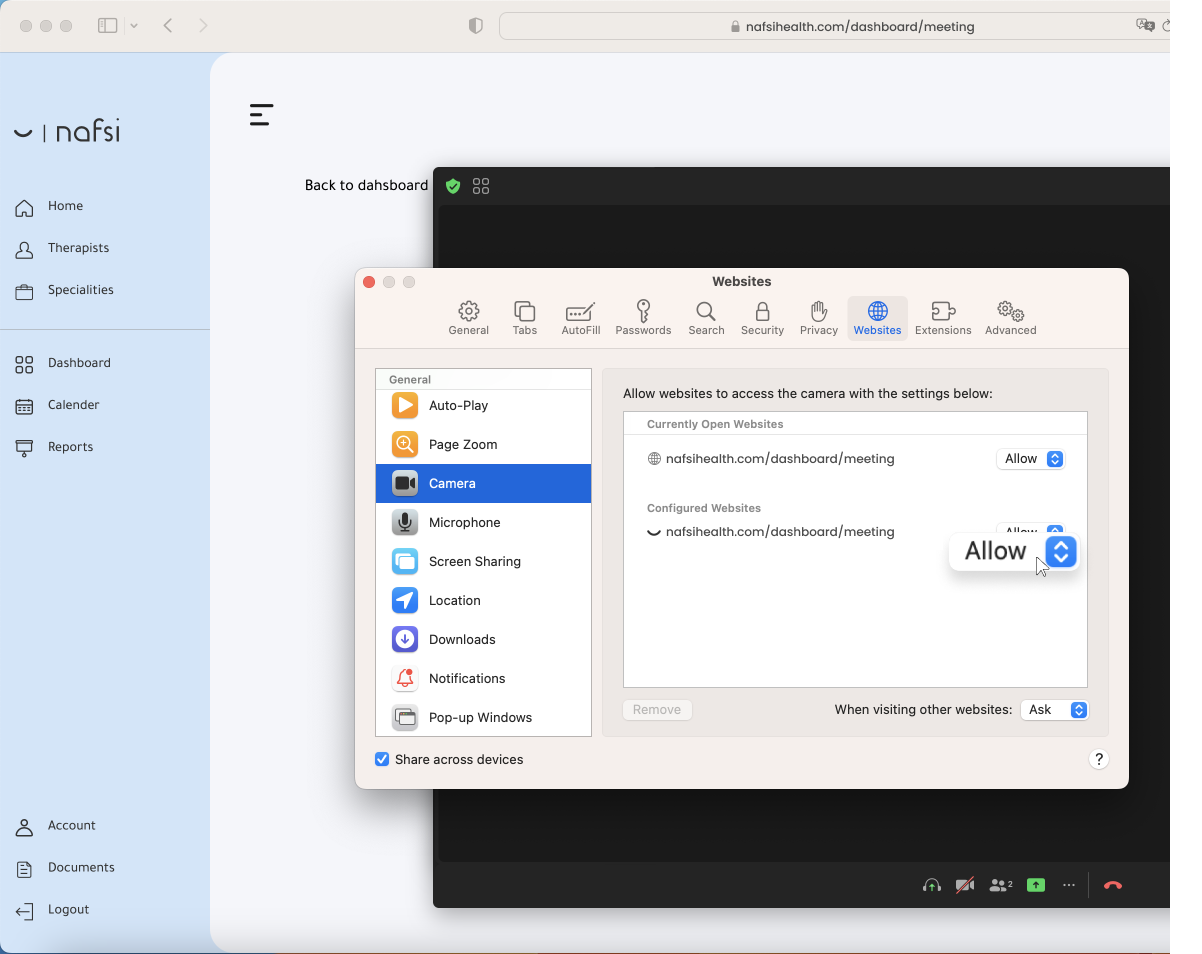 nafsihealth.com/dashboard/meeting
nafsi
Home
Therapists
Specialities
Dashboard
Calender
Reports
Account
Documents
Logout
Back to dahsboard
Websites
General
Tabs
AutoFill
Passwords
Search
Security
Privacy
Websites
Extensions
Advanced
General
Auto-Play
Page Zoom
Camera
Microphone
Screen Sharing
Location
Downloads
Notifications
Pop-up Windows
Share across devices
Allow websites to access the camera with the settings below:
Currently Open Websites
nafsihealth.com/dashboard/meeting Allow
Configured Websites
nafsihealth.com/dashboard/meeting Allow
Allow
Remove
When visiting other websites: Ask
?
2